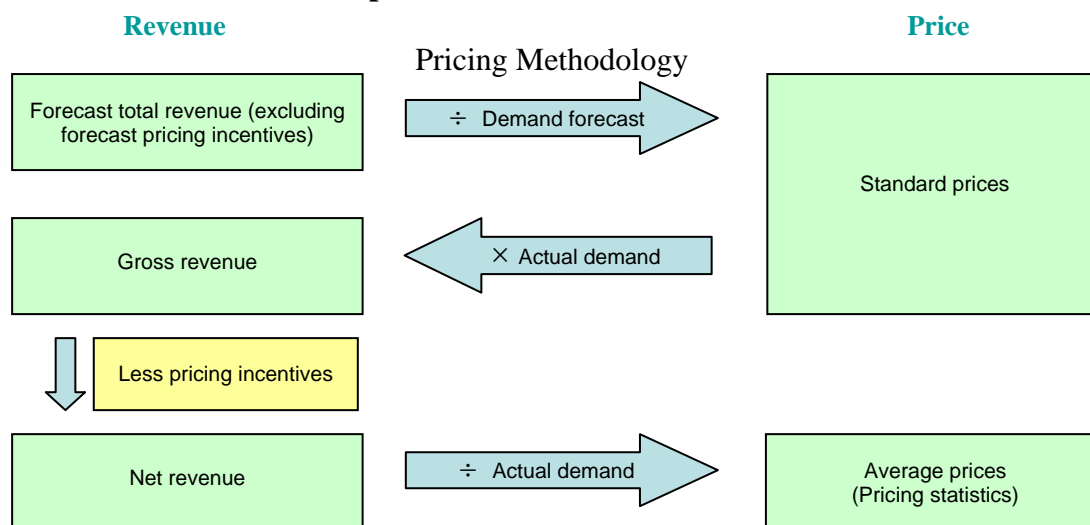 Revenue
Price
Pricing Methodology
Forecast total revenue (excluding
forecast pricing incentives)
÷ Demand forecast
Standard prices
Gross revenue
× Actual demand
Less pricing incentives
Net revenue
÷ Actual demand
Average prices
(Pricing statistics)